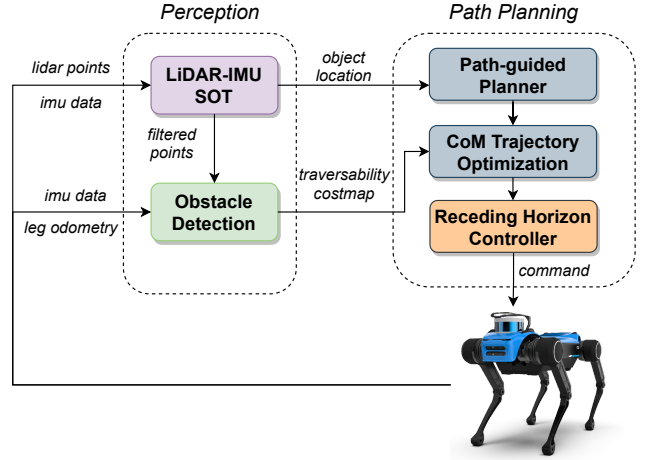 Perception
Path Planning
lidar points
imu data
LiDAR-IMU
SOT
object
location
Path-guided
Planner
filtered
points
CoM Trajectory
Optimization
imu data
leg odometry
Obstacle
Detection
traversability
costmap
Receding Horizon
Controller
command